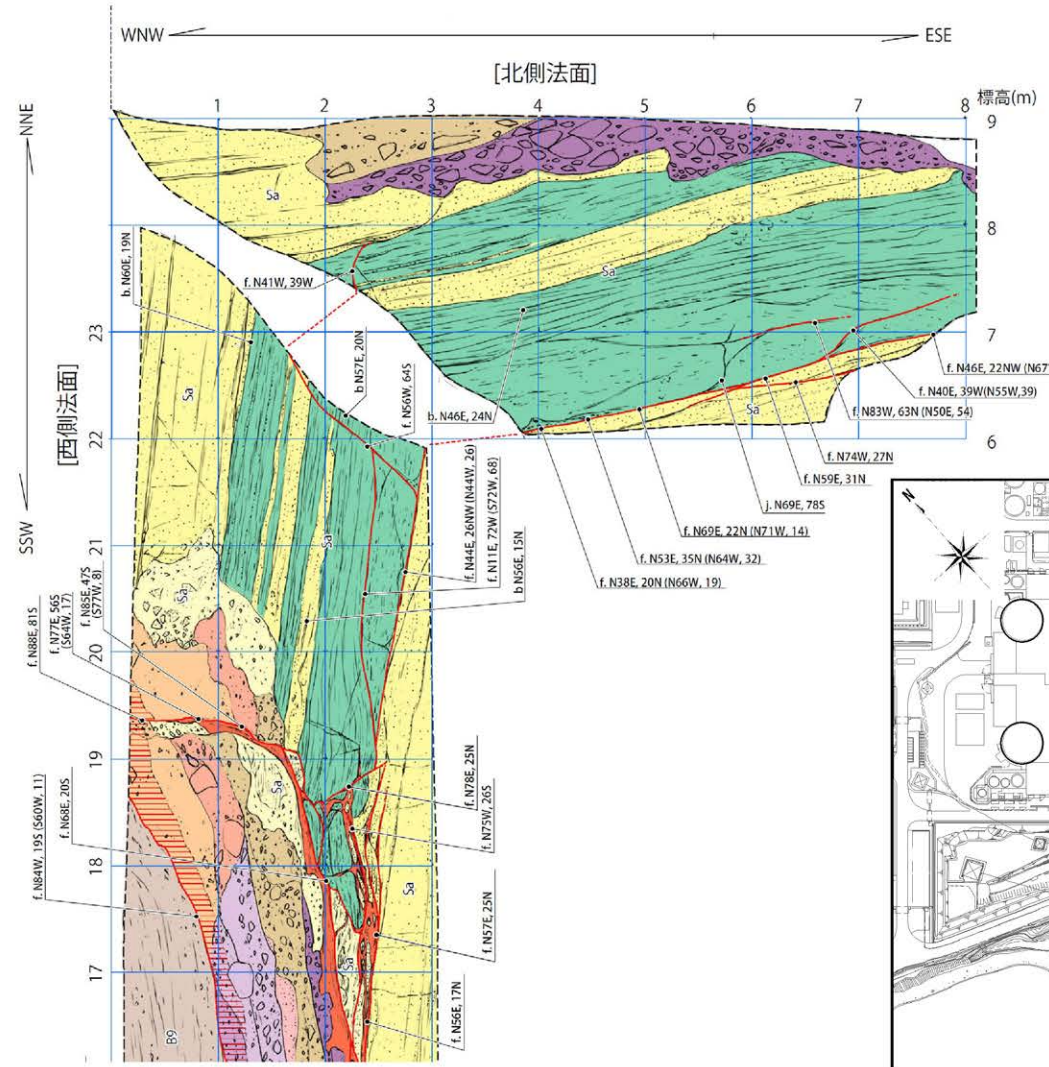 WNW
ESE
[北側法面]
1
2
3
4
5
6
7
8
標高(m)
9
8
7
6
NNE
SSW
[西側法面]
23
22
21
20
19
18
17
1
2
3
Sa
Sa
Sa
f. N41W, 39W
b. N46E, 24N
f. N46E, 22NW (N67
f. N40E, 39W(N55W,39)
f. N83W, 63N (N50E, 54)
f. N74W, 27N
f. N59E, 31N
j. N69E, 78S
f. N69E, 22N (N71W, 14)
f. N53E, 35N (N64W, 32)
f. N38E, 20N (N66W, 19)
b. N60E, 19N
b N57E, 20N
f. N56W, 64S
f. N44E, 26NW (N44W, 26)
f. N11E, 72W (S72W, 68)
b N56E, 15N
f. N88E, 81S
f. N77E, 56S
(S64W, 17)
f. N85E, 47S
(S77W, 8)
f. N84W, 19S (S60W, 11)
f. N68E, 20S
f. N78E, 25N
f. N75W, 26S
f. N57E, 25N
f. N56E, 17N
Sa
Sa
Sa
Sa
Sa
Sa
B9
N